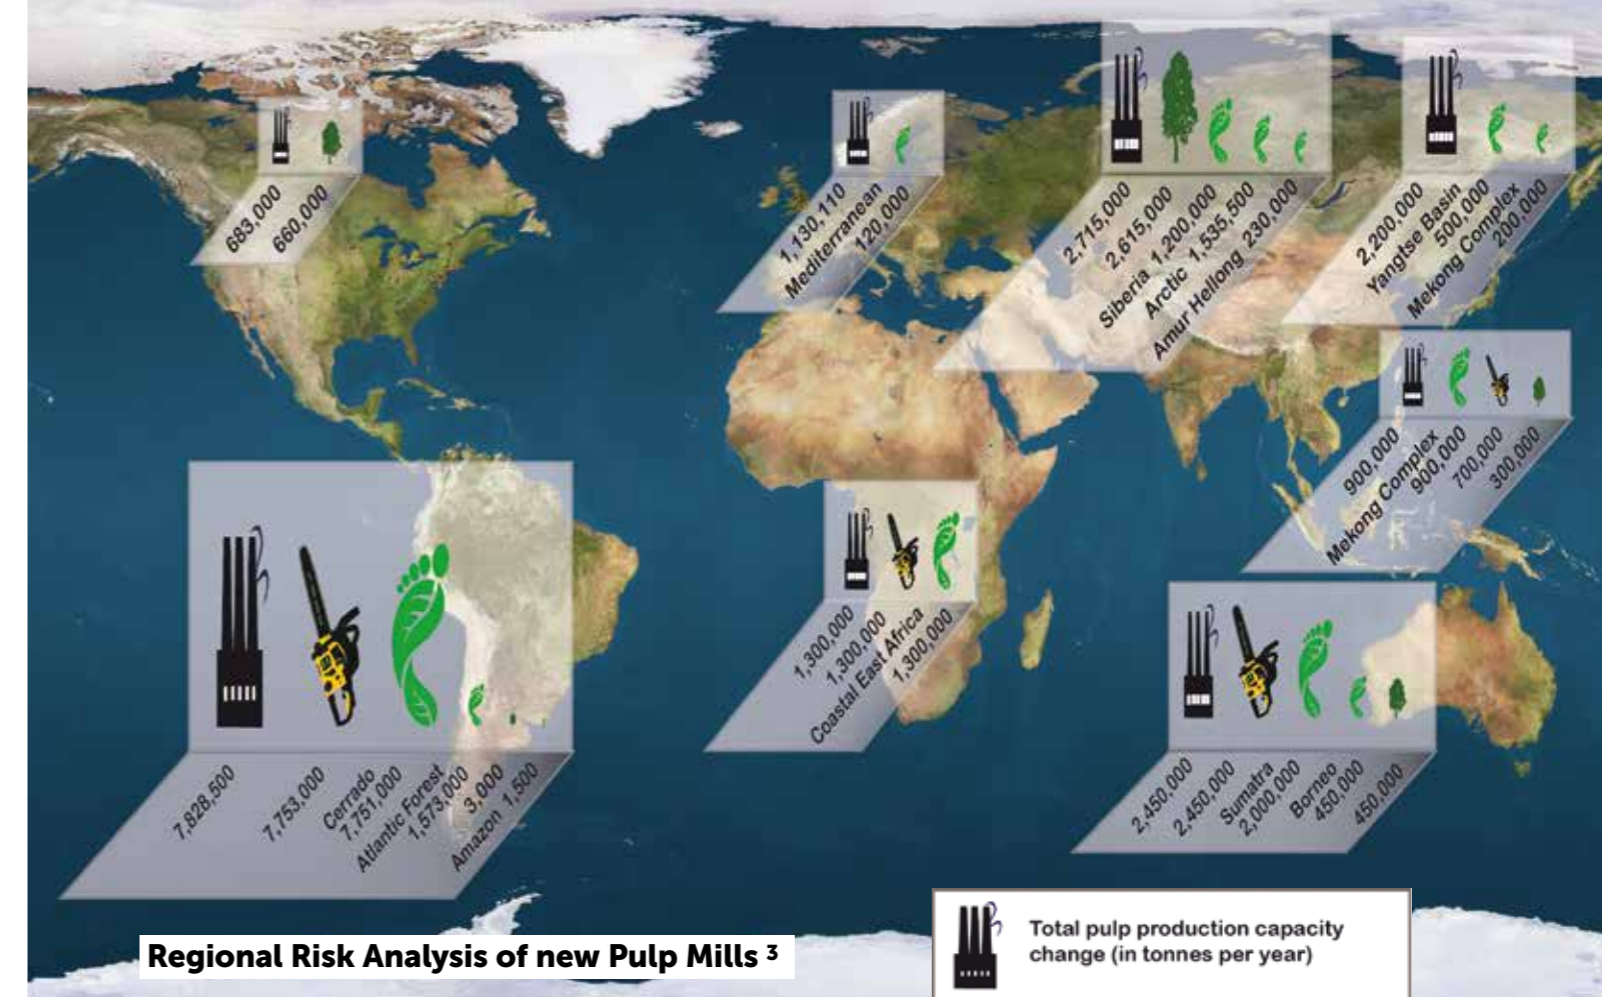 683,000
660,000
1,130,110
Mediterranean
120,000
2,715,000
2,615,000
Siberia 1,200,000
Arctic 1,535,500
Amur Hellong 230,000
2,200,000
Yangtse Basin
500,000
Mekong Complex
200,000
900,000
Mekong Complex
900,000
700,000
300,000
7,828,500
7,753,000
Cerrado
7,751,000
Atlantic Forest
1,573,000
3,000
Amazon 1,500
1,300,000
1,300,000
Coastal East Africa
1,300,000
2,450,000
2,450,000
Sumatra
2,000,000
Borneo
450,000
450,000
Regional Risk Analysis of new Pulp Mills ³
Total pulp production capacity
change (in tonnes per year)